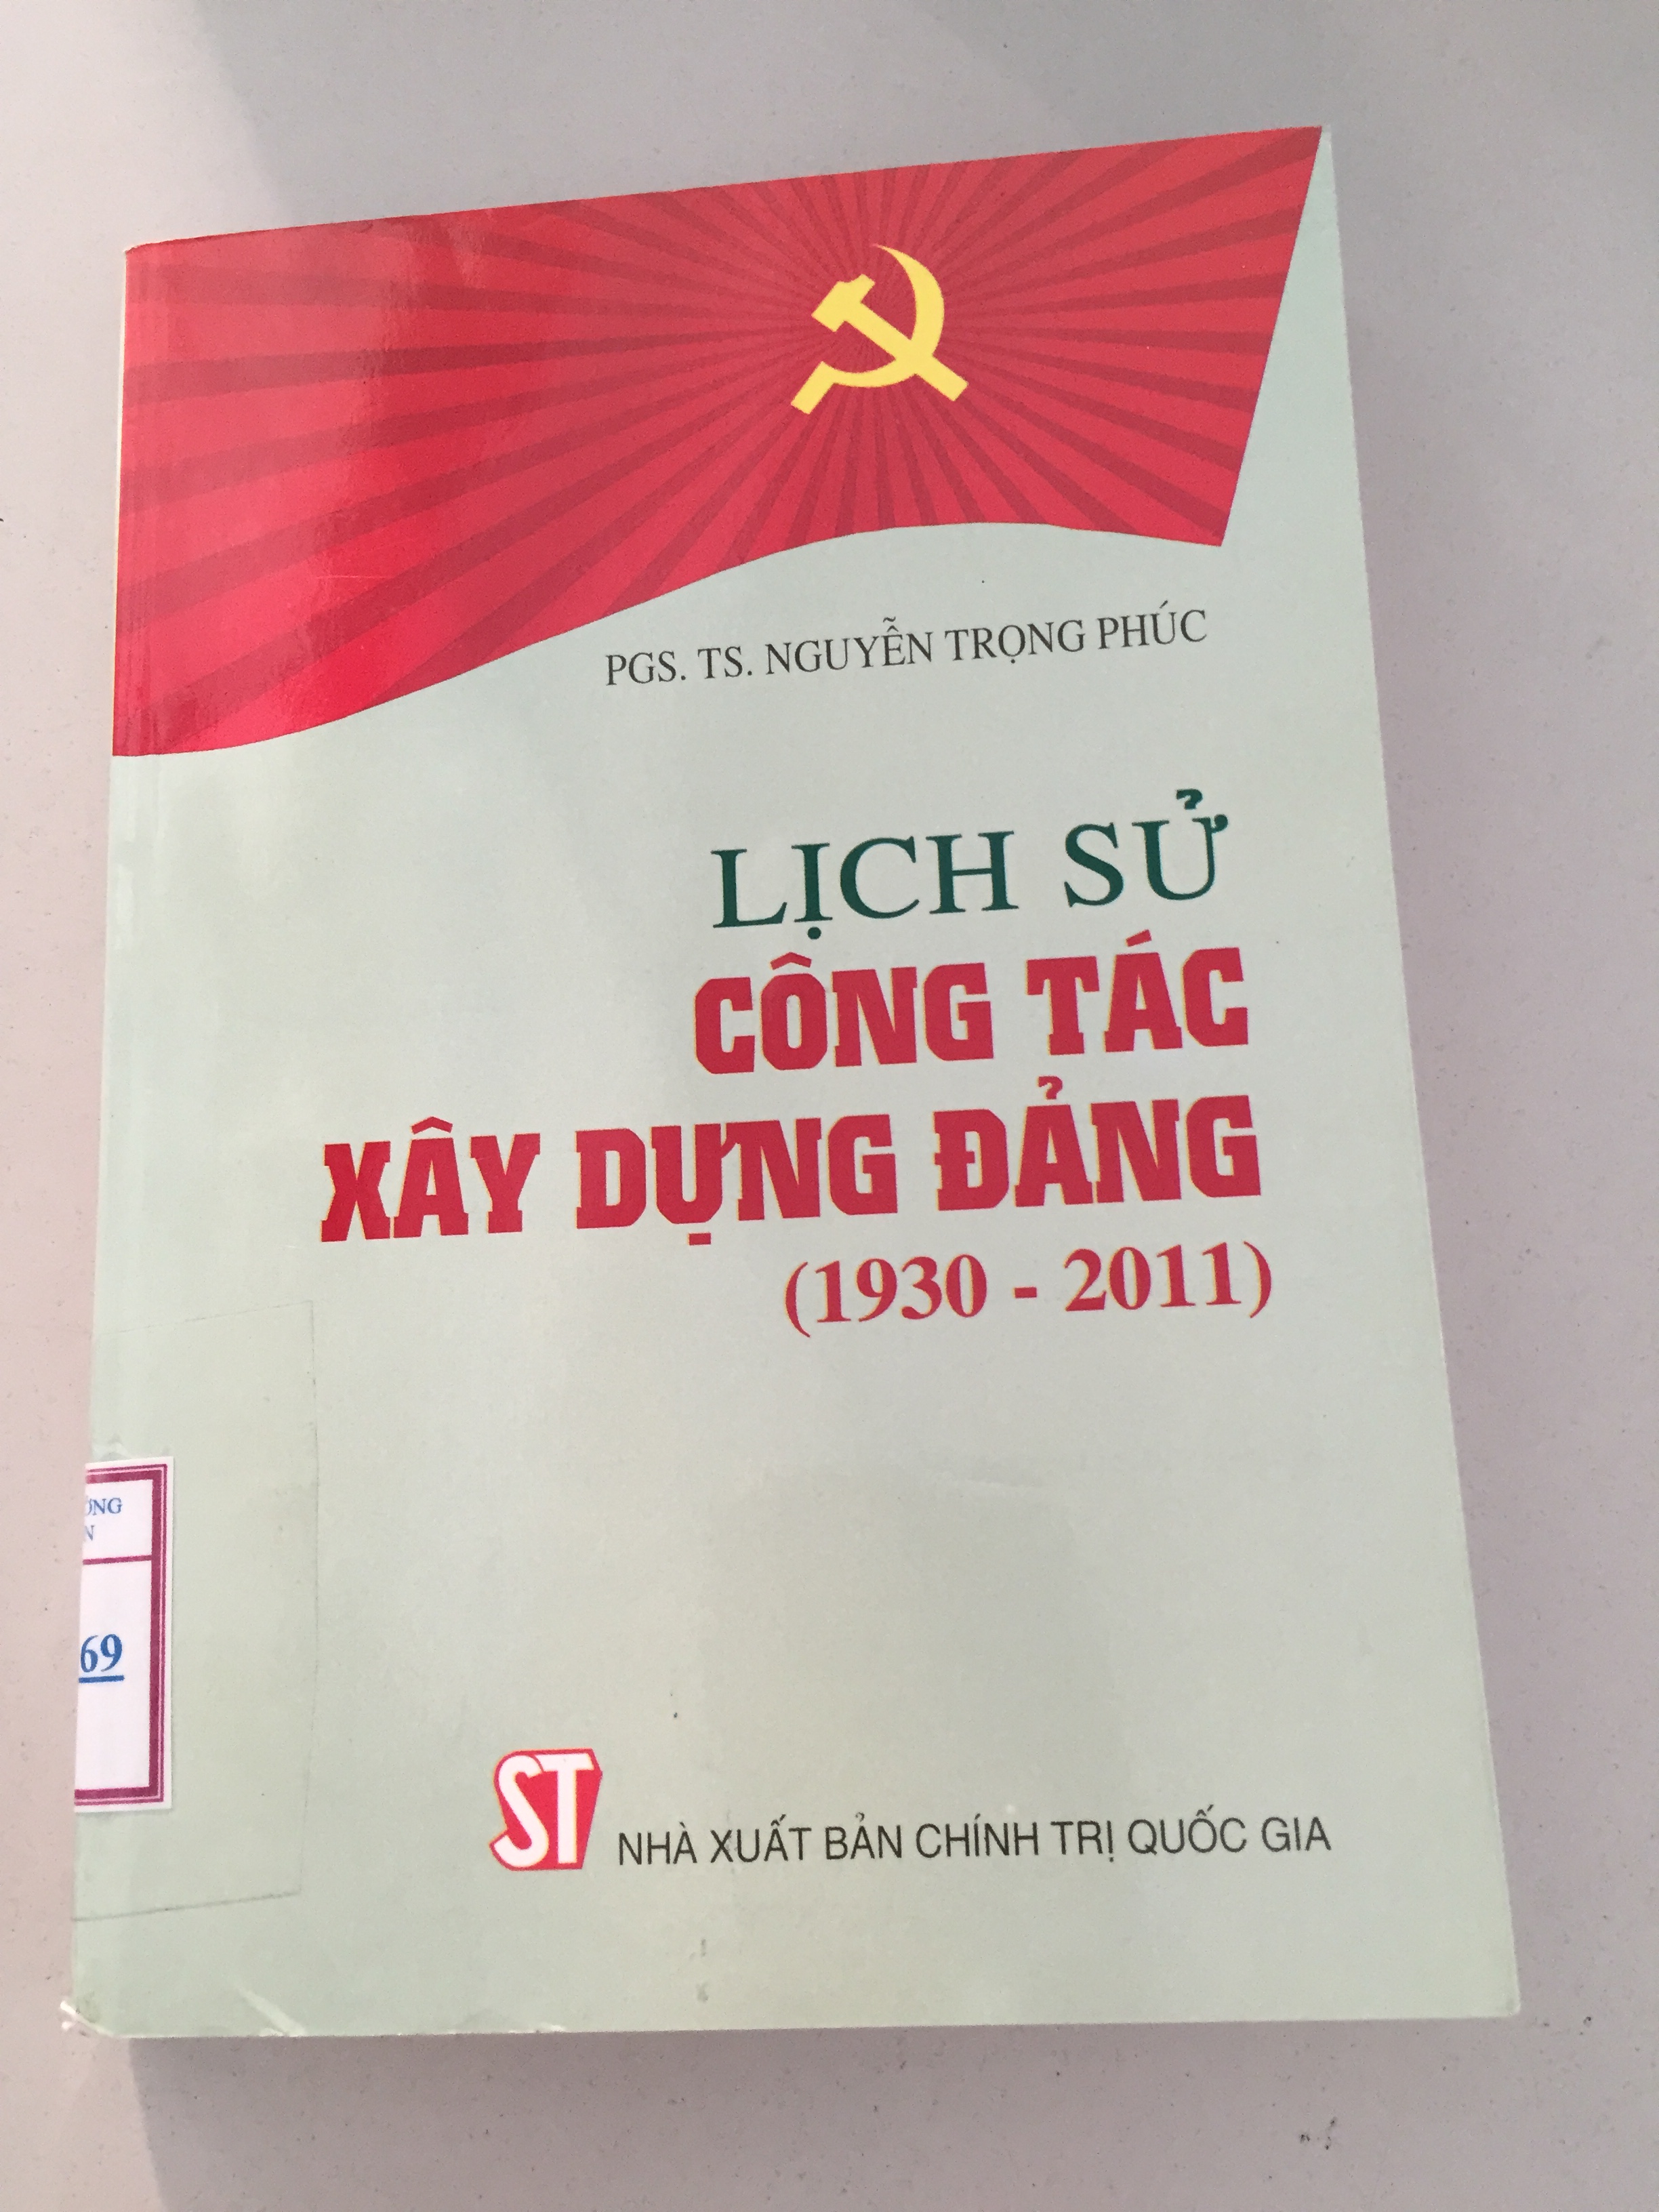 PGS. TS. NGUYỄN TRỌNG PHÚC
LỊCH SỬ
CÔNG TÁC
XÂY DỰNG ĐẢNG
(1930 - 2011)
69
ST NHÀ XUẤT BẢN CHÍNH TRỊ QUỐC GIA